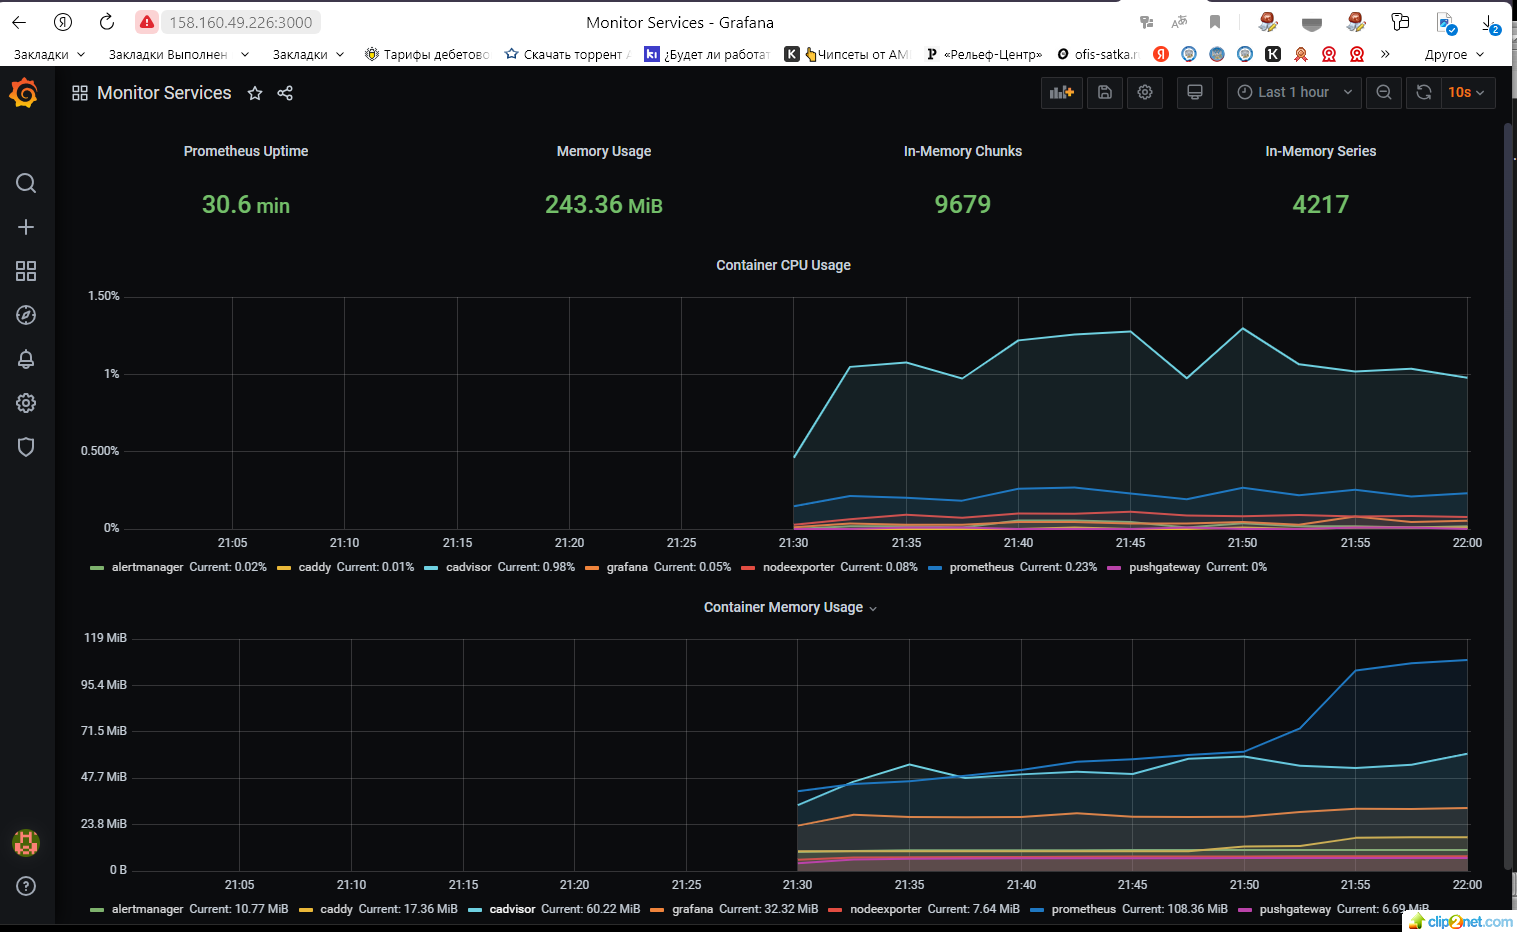 158.160.49.226:3000
Monitor Services - Grafana
2
Закладки
Закладки Выполнен
Закладки
Тарифы дебетово
Скачать торрент
¿Будет ли работат
Чипсеты от AM
«Рельеф-Центр»
ofis-satka.r
»
Другое
Monitor Services
Last 1 hour
10s
Prometheus Uptime
Memory Usage
In-Memory Chunks
In-Memory Series
30.6 min
243.36 MiB
9679
4217
Container CPU Usage
1.50%
1%
0.500%
0%
21:05 21:10 21:15 21:20 21:25 21:30 21:35 21:40 21:45 21:50 21:55 22:00
alertmanager Current: 0.02% caddy Current: 0.01% cadvisor Current: 0.98% grafana Current: 0.05% nodeexporter Current: 0.08% prometheus Current: 0.23% pushgateway Current: 0%
Container Memory Usage
119 MiB
95.4 MiB
71.5 MiB
47.7 MiB
23.8 MiB
0 B
21:05 21:10 21:15 21:20 21:25 21:30 21:35 21:40 21:45 21:50 21:55 22:00
alertmanager Current: 10.77 MiB caddy Current: 17.36 MiB cadvisor Current: 60.22 MiB grafana Current: 32.32 MiB nodeexporter Current: 7.64 MiB prometheus Current: 108.36 MiB pushgateway Current: 6.69 MiB
clip2net.com